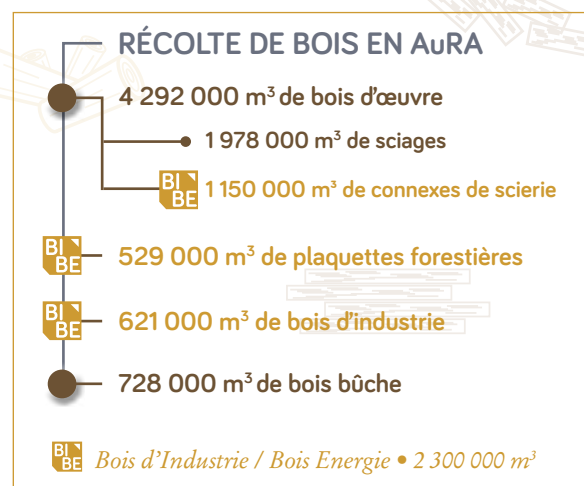 RÉCOLTE DE BOIS EN AuRA
4 292 000 m³ de bois d'œuvre
1 978 000 m³ de sciages
BI
BE
1 150 000 m³ de connexes de scierie
BI
BE
529 000 m³ de plaquettes forestières
BI
BE
621 000 m³ de bois d'industrie
728 000 m³ de bois bûche
BI
BE
Bois d'Industrie / Bois Energie • 2 300 000 m³